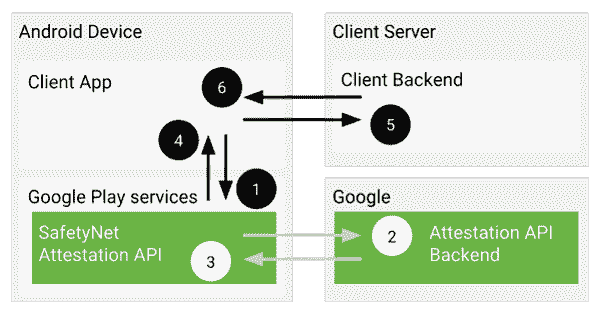 Android Device
Client App
6
4
1
Google Play services
SafetyNet
Attestation API
3
Client Server
Client Backend
5
Google
2
Attestation API
Backend